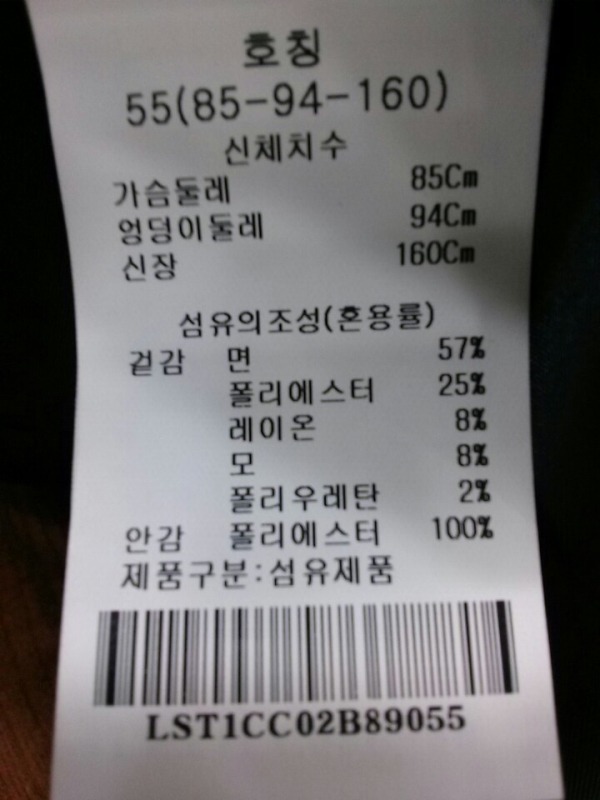 호칭
55(85-94-160)
신체치수
가슴둘레 85Cm
엉덩이둘레 94Cm
신장 160Cm
섬유의조성(혼용률)
겉감 면 57%
폴리에스터 25%
레이온 8%
모 8%
폴리우레탄 2%
안감 폴리에스터 100%
제품구분:섬유제품
LST1CC02B89055